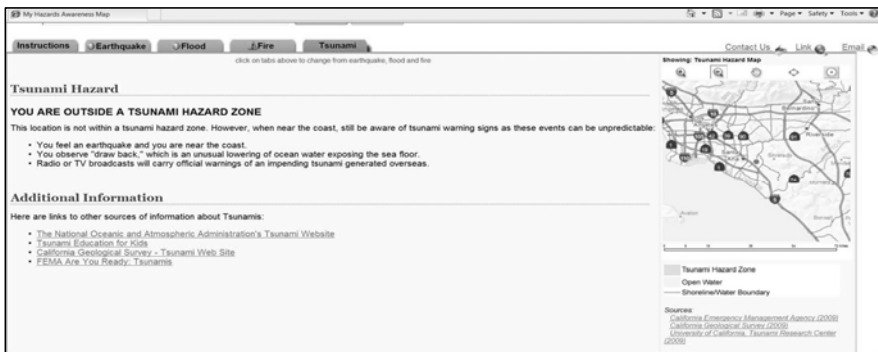 My Hazards Awareness Map
Page Safety Tools
Instructions Earthquake Flood Fire Tsunami
Contact Us Link Email
click on tabs above to change from earthquake, flood and fire
Showing: Tsunami Hazard Map
Tsunami Hazard
YOU ARE OUTSIDE A TSUNAMI HAZARD ZONE
This location is not within a tsunami hazard zone. However, when near the coast, still be aware of tsunami warning signs as these events can be unpredictable:
• You feel an earthquake and you are near the coast.
• You observe "draw back," which is an unusual lowering of ocean water exposing the sea floor.
• Radio or TV broadcasts will carry official warnings of an impending tsunami generated overseas.
Additional Information
Here are links to other sources of information about Tsunamis:
• The National Oceanic and Atmospheric Administration's Tsunami Website
• Tsunami Education for Kids
• California Geological Survey - Tsunami Web Site
• FEMA Are You Ready: Tsunamis
Riverside
Avalon
Tsunami Hazard Zone
Open Water
Shoreline/Water Boundary
Sources:
California Emergency Management Agency (2009)
California Geological Survey (2009)
University of California, Tsunami Research Center
(2009)